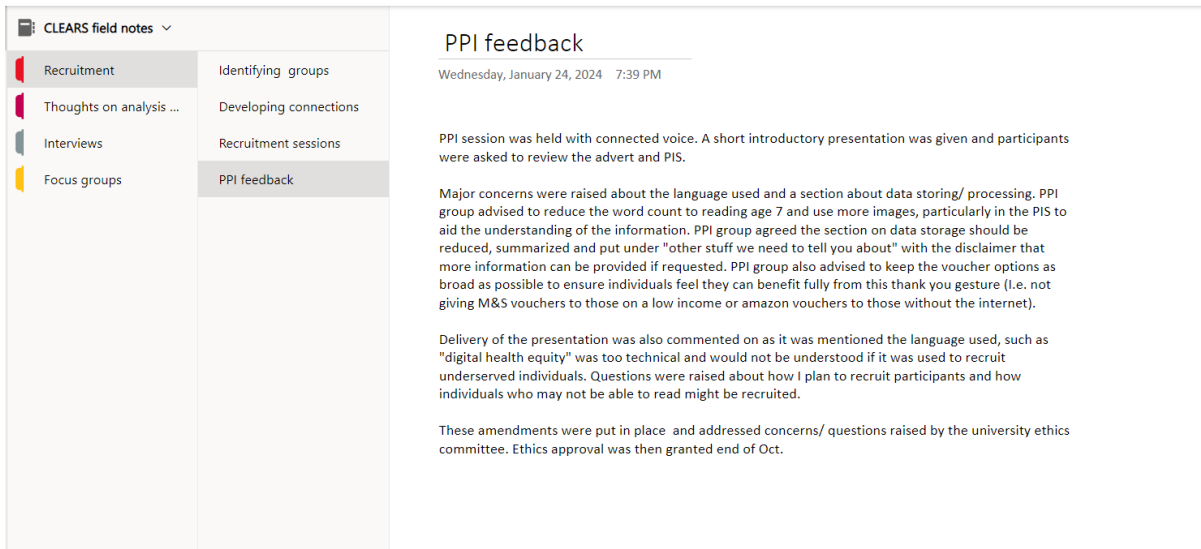 CLEARS field notes
Recruitment
Thoughts on analysis ...
Interviews
Focus groups
Identifying groups
Developing connections
Recruitment sessions
PPI feedback
PPI feedback
Wednesday, January 24, 2024 7:39 PM
PPI session was held with connected voice. A short introductory presentation was given and participants
were asked to review the advert and PIS.
Major concerns were raised about the language used and a section about data storing/ processing. PPI
group advised to reduce the word count to reading age 7 and use more images, particularly in the PIS to
aid the understanding of the information. PPI group agreed the section on data storage should be
reduced, summarized and put under "other stuff we need to tell you about" with the disclaimer that
more information can be provided if requested. PPI group also advised to keep the voucher options as
broad as possible to ensure individuals feel they can benefit fully from this thank you gesture (I.e. not
giving M&S vouchers to those on a low income or amazon vouchers to those without the internet).
Delivery of the presentation was also commented on as it was mentioned the language used, such as
"digital health equity" was too technical and would not be understood if it was used to recruit
underserved individuals. Questions were raised about how I plan to recruit participants and how
individuals who may not be able to read might be recruited.
These amendments were put in place and addressed concerns/ questions raised by the university ethics
committee. Ethics approval was then granted end of Oct.